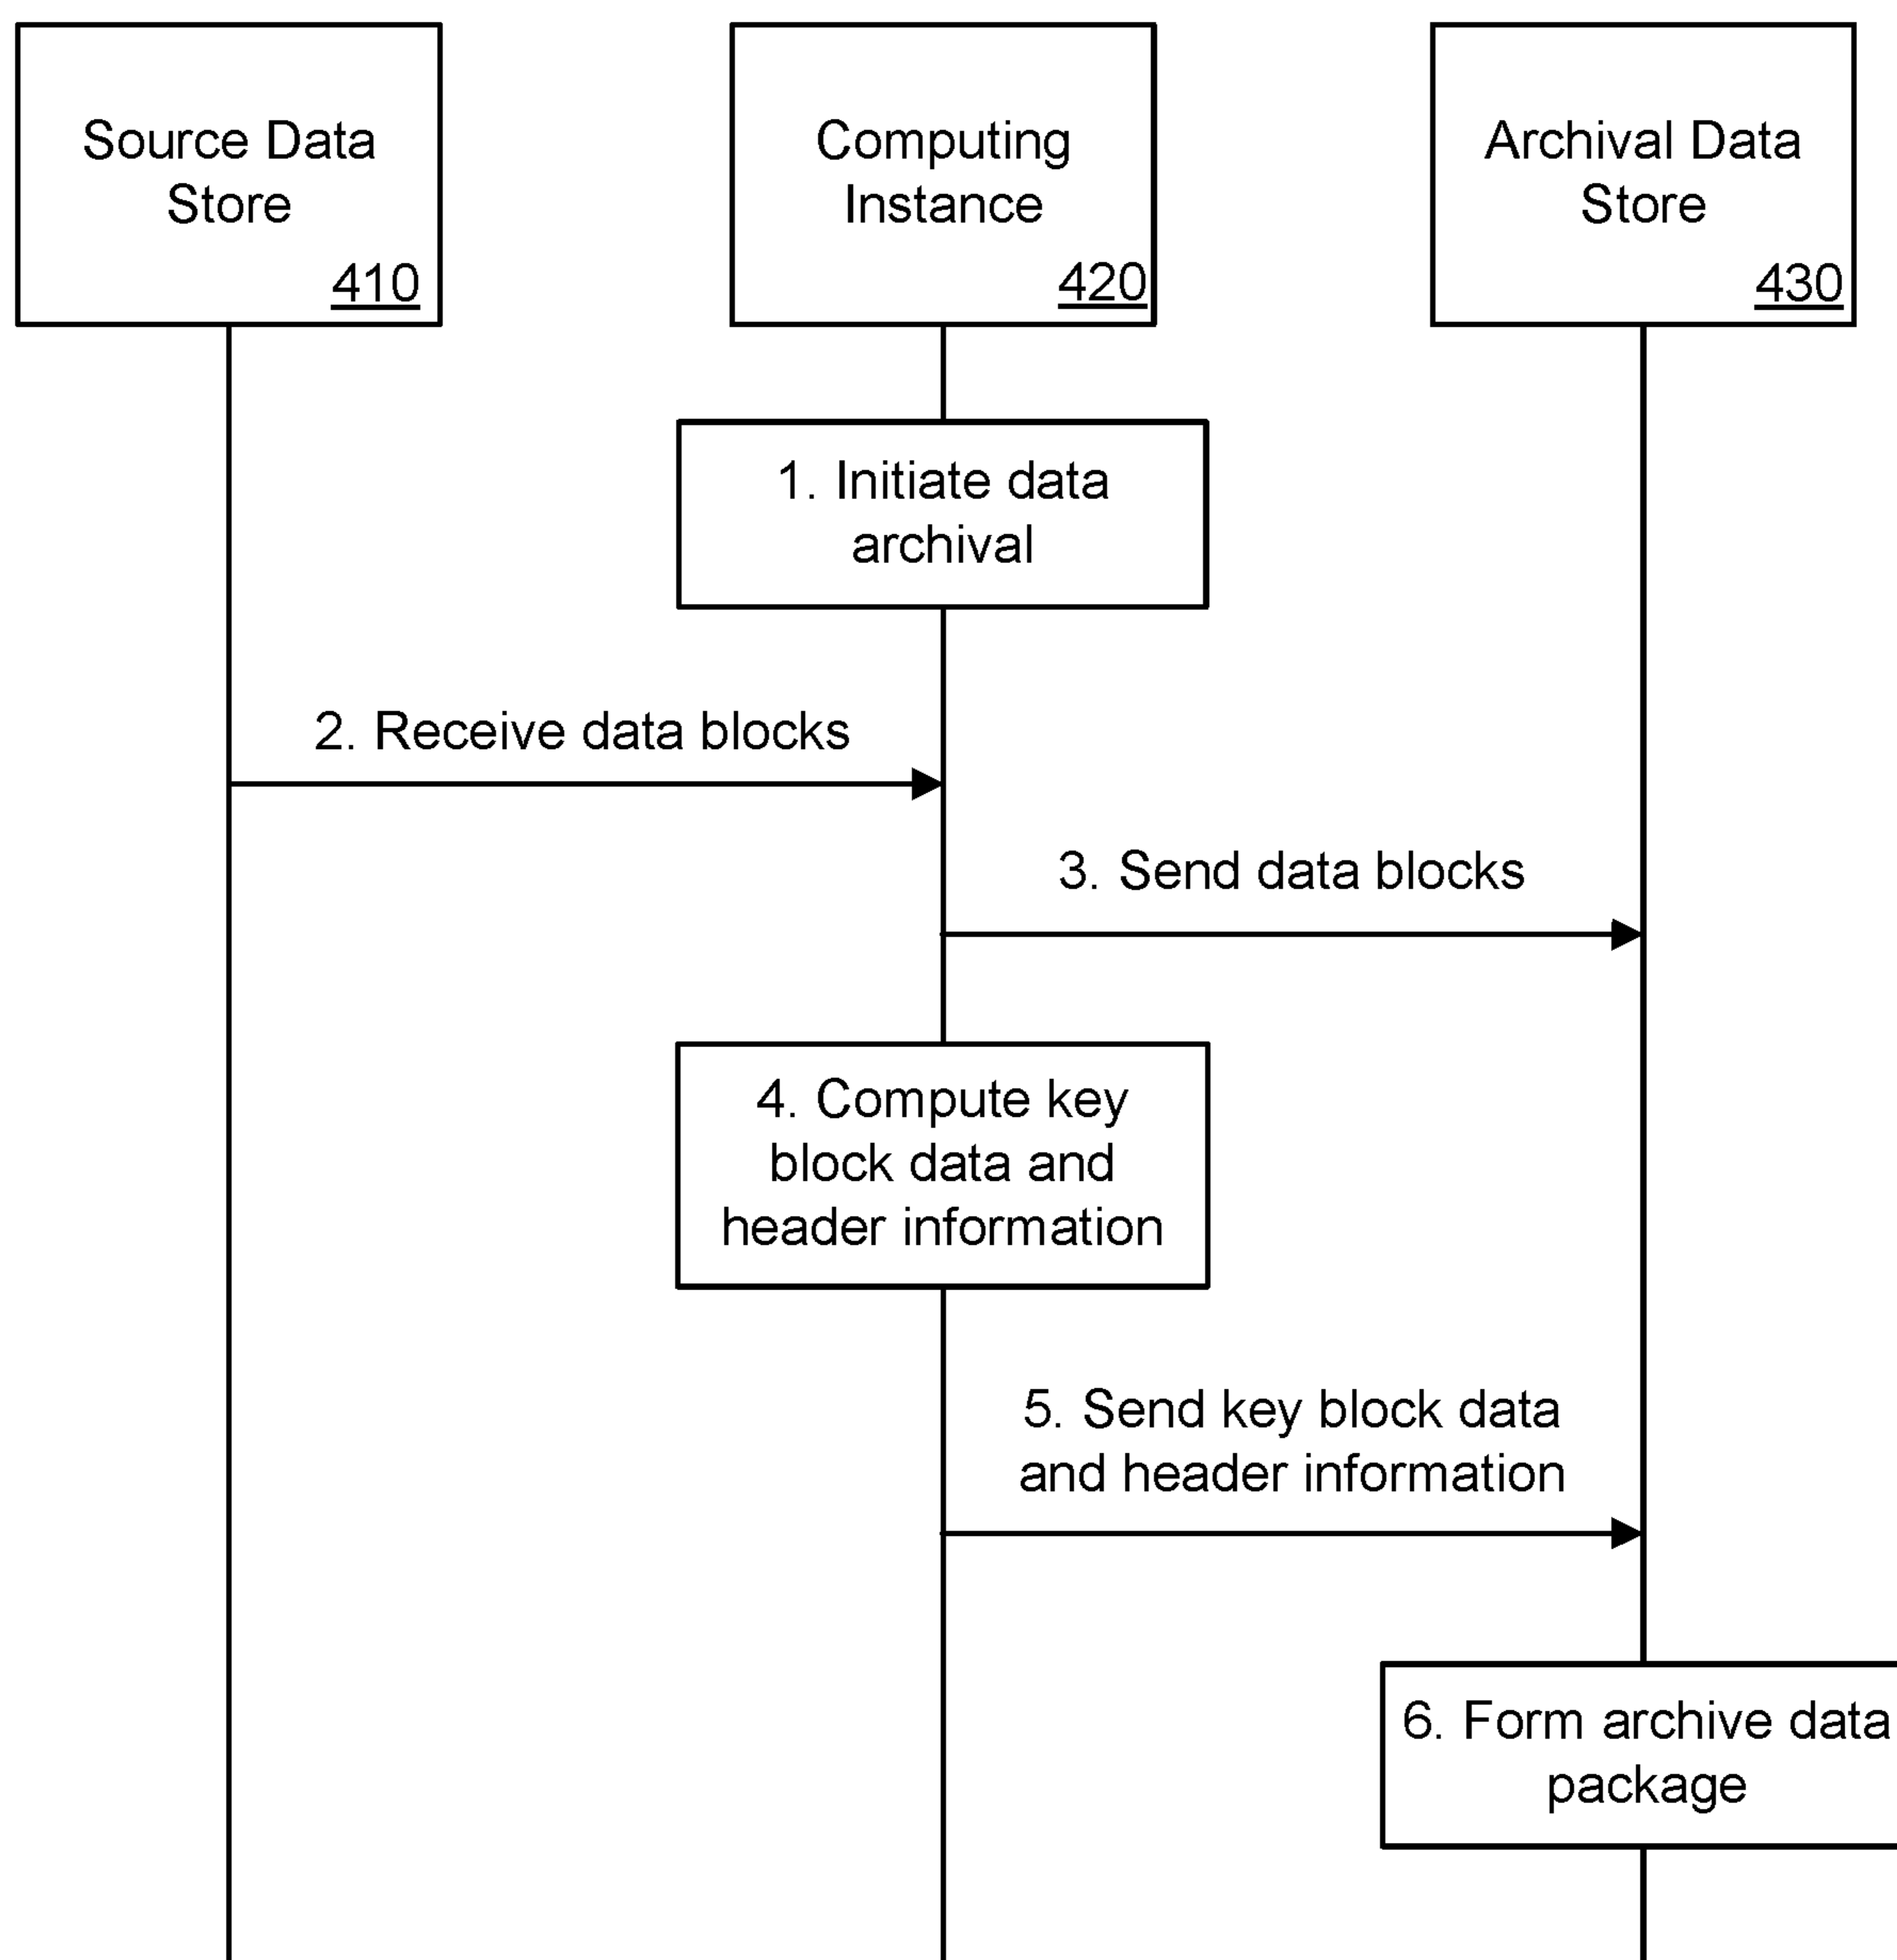 Source Data
Store
410
Computing
Instance
420
Archival Data
Store
430
1. Initiate data
archival
2. Receive data blocks
3. Send data blocks
4. Compute key
block data and
header information
5. Send key block data
and header information
6. Form archive data
package